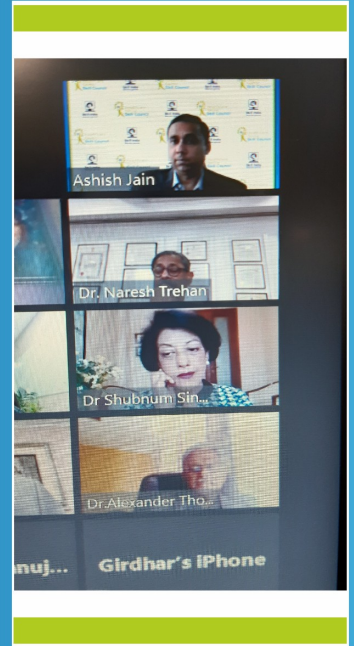 Ashish Jain
Dr. Naresh Trehan
Dr Shubnum Sin...
Dr.Alexander Tho...
anuj...
Girdhar's iPhone